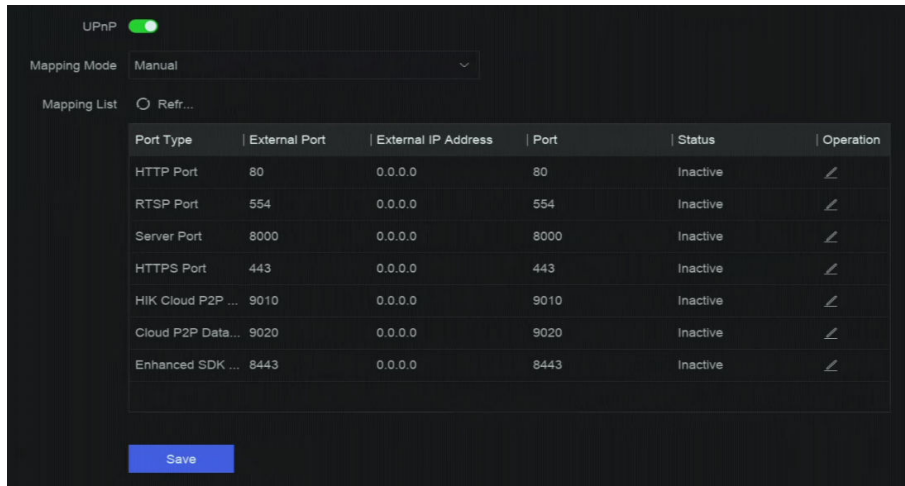 UPnP
Mapping Mode Manual
Mapping List Refr...
Port Type External Port External IP Address Port Status Operation
HTTP Port 80 0.0.0.0 80 Inactive
RTSP Port 554 0.0.0.0 554 Inactive
Server Port 8000 0.0.0.0 8000 Inactive
HTTPS Port 443 0.0.0.0 443 Inactive
HIK Cloud P2P ... 9010 0.0.0.0 9010 Inactive
Cloud P2P Data... 9020 0.0.0.0 9020 Inactive
Enhanced SDK ... 8443 0.0.0.0 8443 Inactive
Save